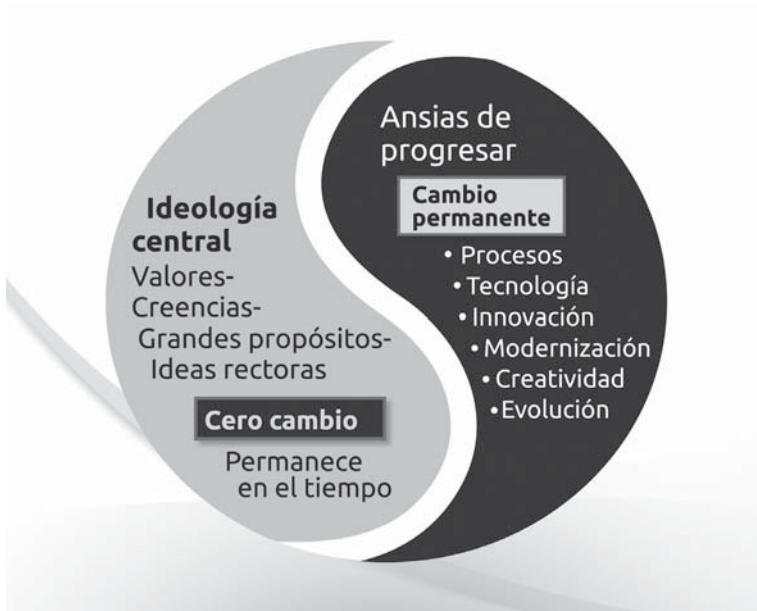 Ideología
central
Valores-
Creencias-
Grandes propósitos-
Ideas rectoras
Cero cambio
Permanece
en el tiempo
Ansias de
progresar
Cambio
permanente
• Procesos
• Tecnología
• Innovación
• Modernización
• Creatividad
• Evolución